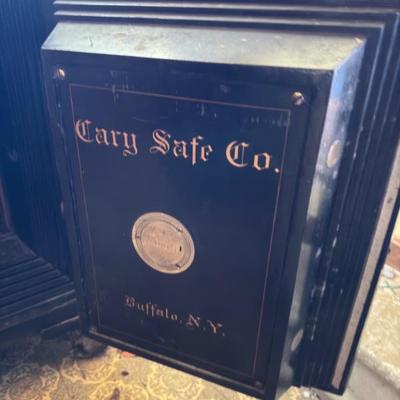 Cary Safe Co.
Buffalo, N.Y.